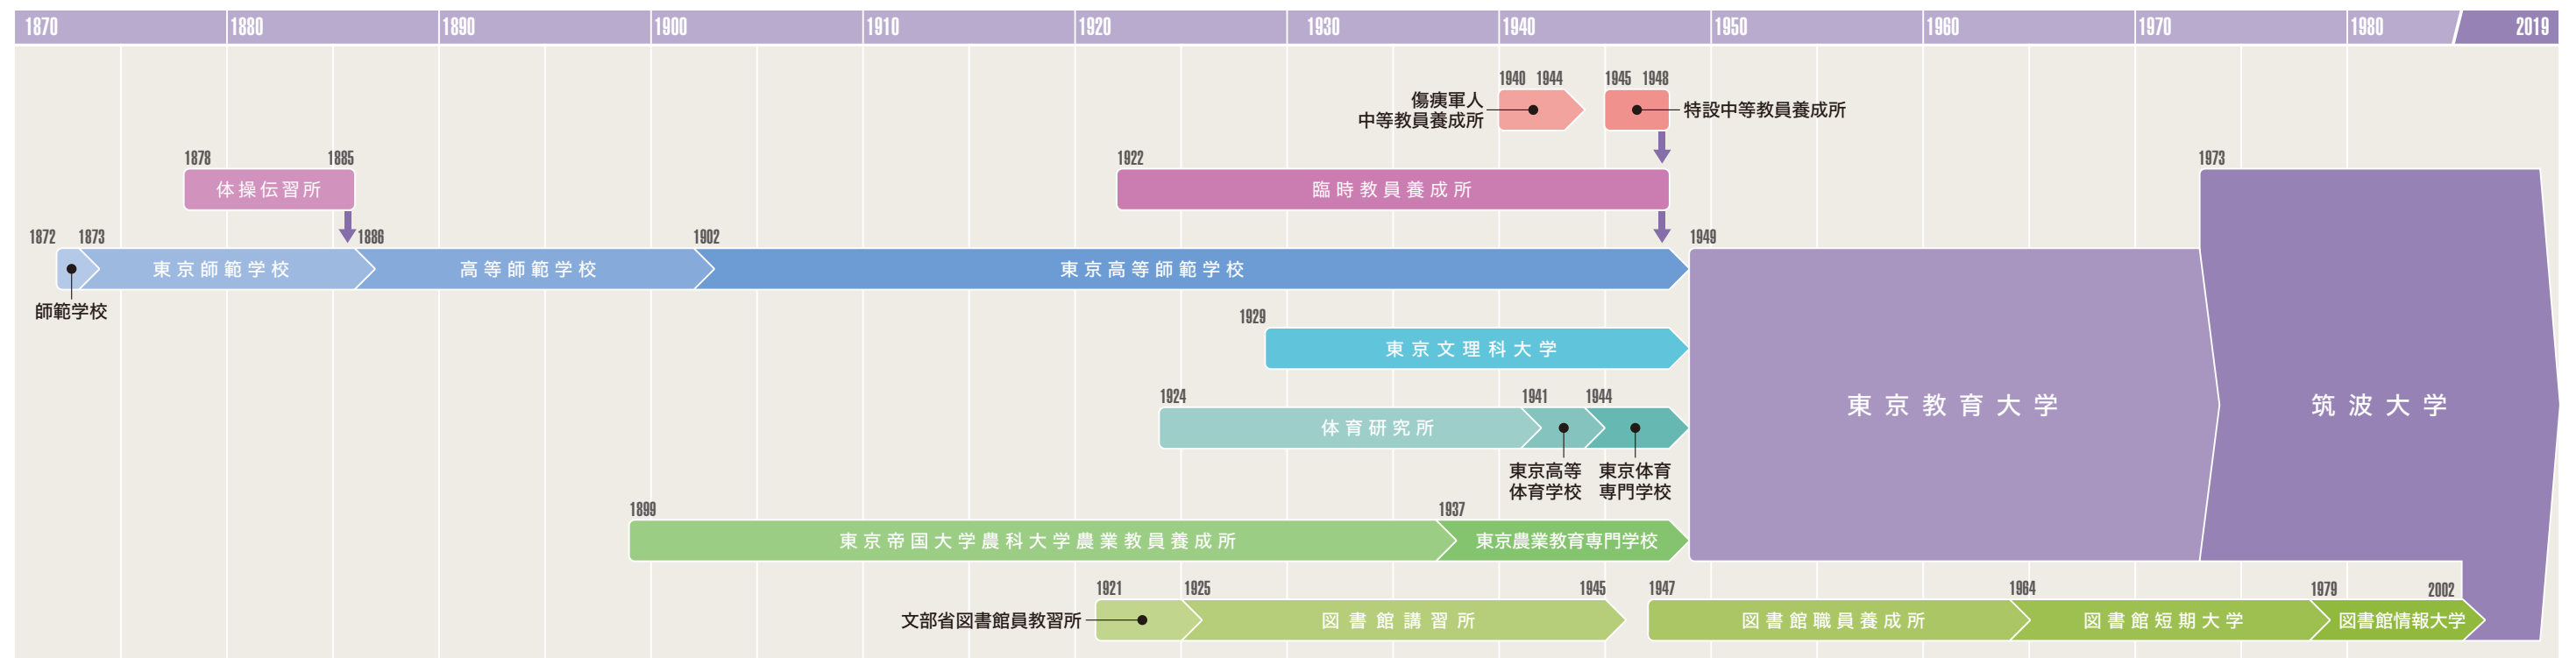 1870 1880 1890 1900 1910 1920 1930 1940 1950 1960 1970 1980 2019
1940 1944 1945 1948
傷痍軍人
中等教員養成所
特設中等教員養成所
1878 1885 1922 1973
体操伝習所 臨時教員養成所
1872 1873 1886 1902 1949
東京師範学校 高等師範学校 東京高等師範学校
師範学校
1929
東京文理科大学
1924 1941 1944
体育研究所
東京教育大学 筑波大学
東京高等
体育学校
東京体育
専門学校
1899 1937
東京帝国大学農科大学農業教員養成所 東京農業教育専門学校
1921 1925 1945 1947 1964 1979 2002
文部省図書館員教習所 図書館講習所 図書館職員養成所 図書館短期大学 図書館情報大学